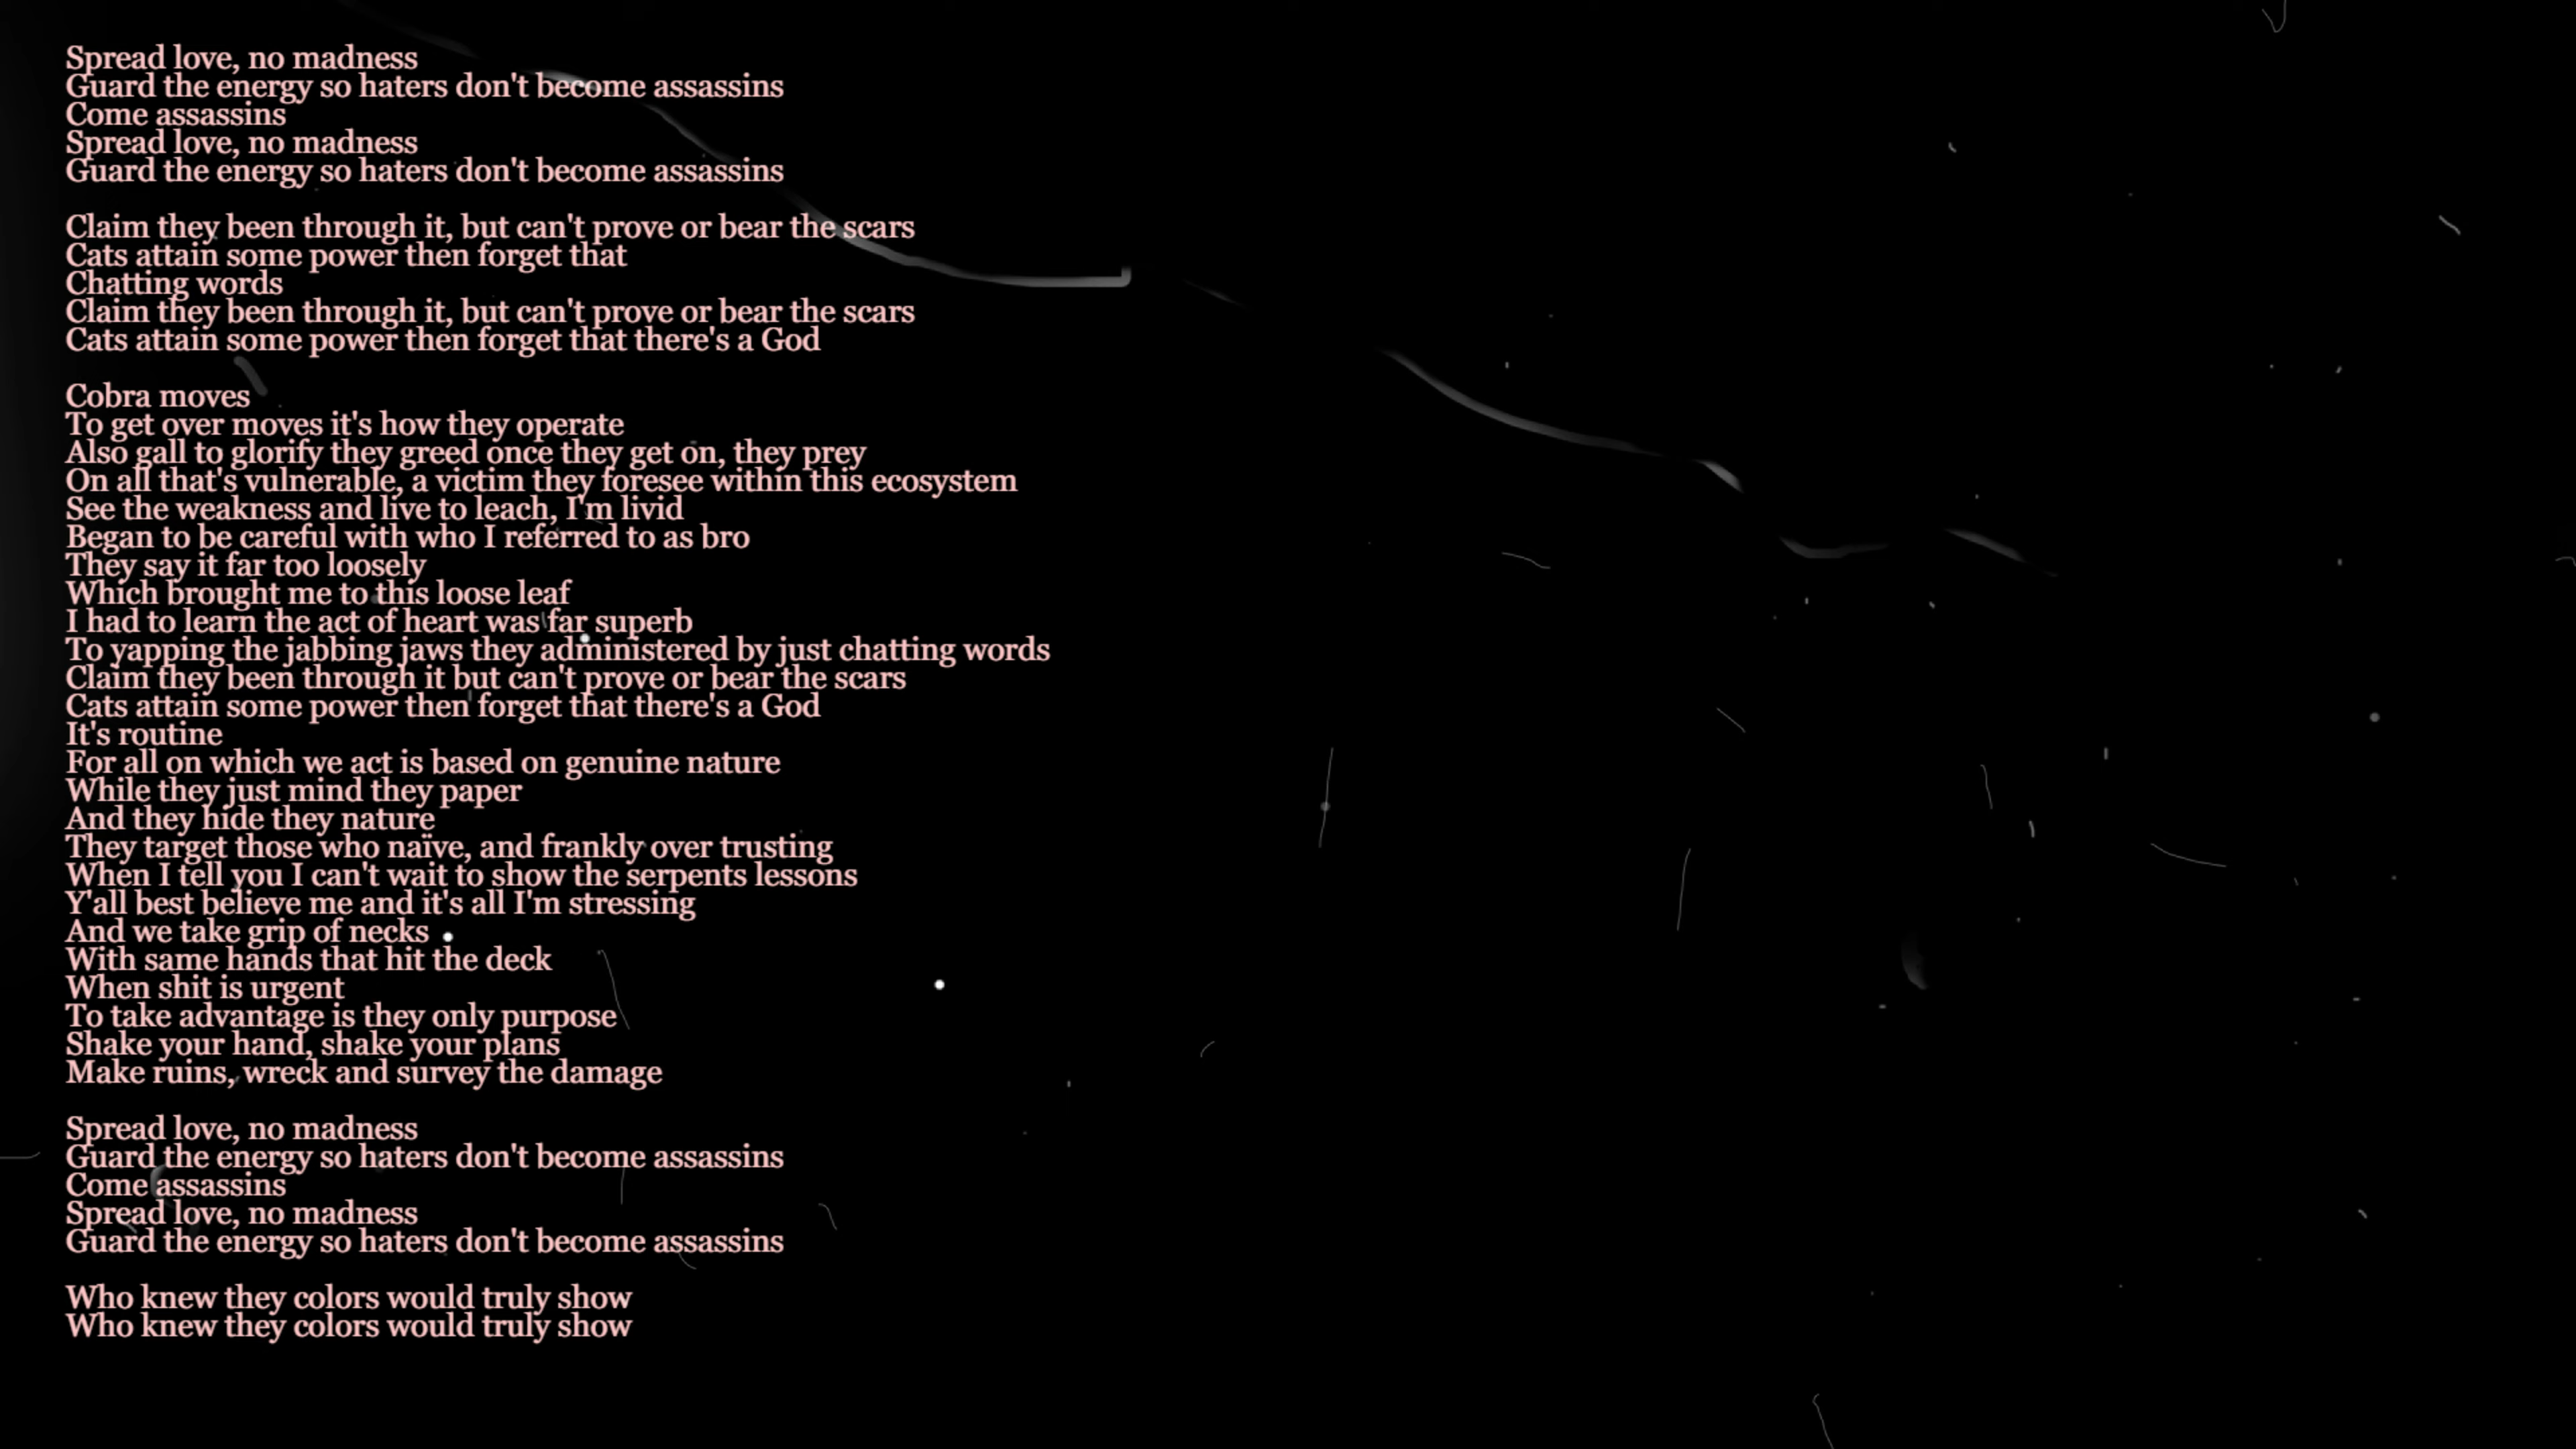 Spread love, no madness
Guard the energy so haters don't become assassins
Come assassins
Spread love, no madness
Guard the energy so haters don't become assassins
Claim they been through it, but can't prove or bear the scars
Cats attain some power then forget that
Chatting words
Claim they been through it, but can't prove or bear the scars
Cats attain some power then forget that there's a God
Cobra moves
To get over moves it's how they operate
Also gall to glorify they greed once they get on, they prey
On all that's vulnerable, a victim they foresee within this ecosystem
See the weakness and live to leach, I'm livid
Began to be careful with who I referred to as bro
They say it far too loosely
Which brought me to this loose leaf
I had to learn the act of heart was far superb
To yapping the jabbing jaws they administered by just chatting words
Claim they been through it but can't prove or bear the scars
Cats attain some power then forget that there's a God
It's routine
For all on which we act is based on genuine nature
While they just mind they paper
And they hide they nature
They target those who naïve, and frankly over trusting
When I tell you I can't wait to show the serpents lessons
Y'all best believe me and it's all I'm stressing
And we take grip of necks
With same hands that hit the deck
When shit is urgent
To take advantage is they only purpose
Shake your hand, shake your plans
Make ruins, wreck and survey the damage
Spread love, no madness
Guard the energy so haters don't become assassins
Come assassins
Spread love, no madness
Guard the energy so haters don't become assassins
Who knew they colors would truly show
Who knew they colors would truly show